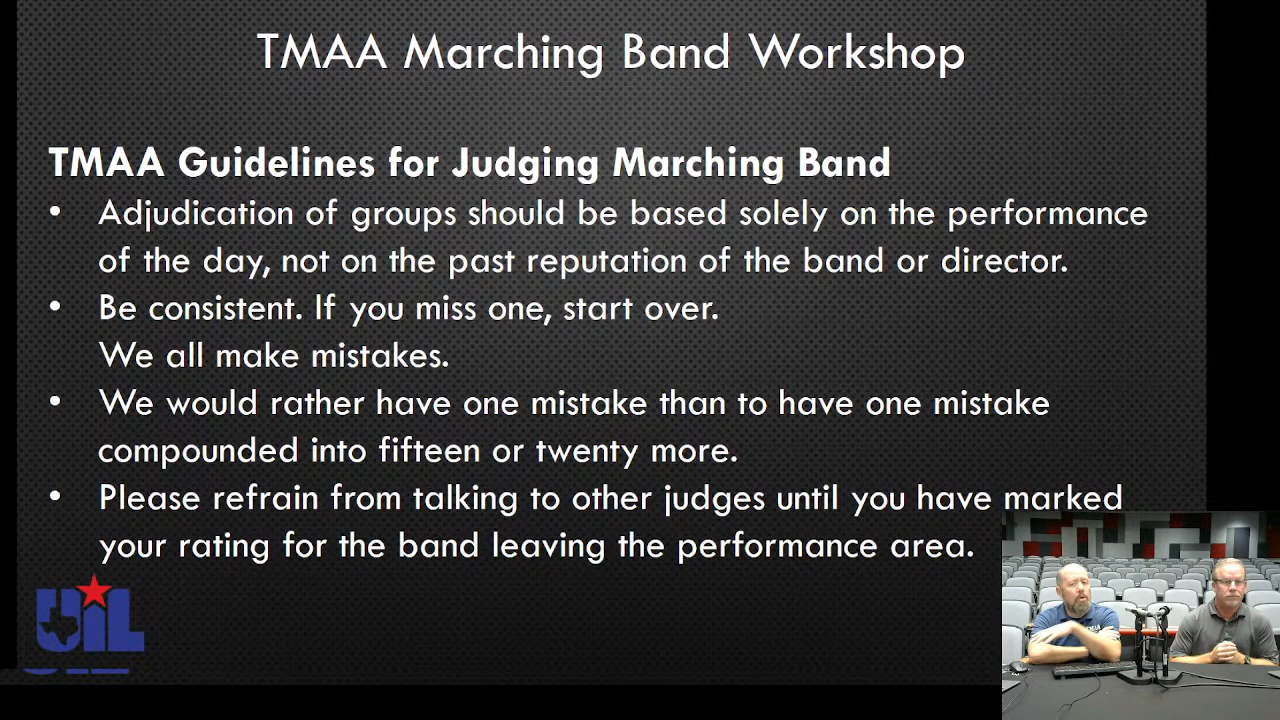 TMAA Marching Band Workshop
TMAA Guidelines for Judging Marching Band
• Adjudication of groups should be based solely on the performance
of the day, not on the past reputation of the band or director.
• Be consistent. If you miss one, start over.
We all make mistakes.
• We would rather have one mistake than to have one mistake
compounded into fifteen or twenty more.
• Please refrain from talking to other judges until you have marked
your rating for the band leaving the performance area.
UIL